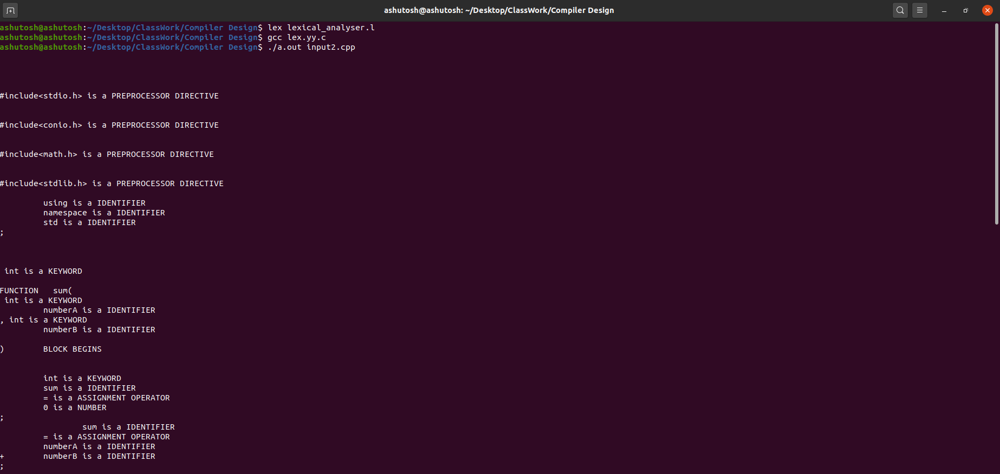 ashutosh@ashutosh: ~/Desktop/ClassWork/Compiler Design
ashutosh@ashutosh:~/Desktop/ClassWork/Compiler Design$ lex lexical_analyser.l
ashutosh@ashutosh:~/Desktop/ClassWork/Compiler Design$ gcc lex.yy.c
ashutosh@ashutosh:~/Desktop/ClassWork/Compiler Design$ ./a.out input2.cpp
#include<stdio.h> is a PREPROCESSOR DIRECTIVE
#include<conio.h> is a PREPROCESSOR DIRECTIVE
#include<math.h> is a PREPROCESSOR DIRECTIVE
#include<stdlib.h> is a PREPROCESSOR DIRECTIVE
using is a IDENTIFIER
namespace is a IDENTIFIER
std is a IDENTIFIER
;
int is a KEYWORD
FUNCTION   sum(
int is a KEYWORD
numberA is a IDENTIFIER
, int is a KEYWORD
numberB is a IDENTIFIER
)        BLOCK BEGINS
int is a KEYWORD
sum is a IDENTIFIER
= is a ASSIGNMENT OPERATOR
0 is a NUMBER
;
sum is a IDENTIFIER
= is a ASSIGNMENT OPERATOR
numberA is a IDENTIFIER
+        numberB is a IDENTIFIER
;